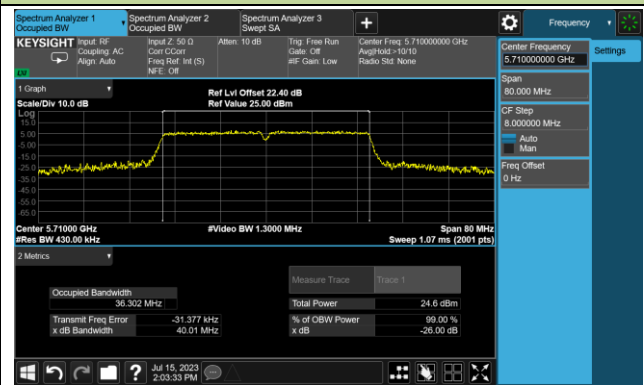 Spectrum Analyzer 1
Occupied BW
Spectrum Analyzer 2
Occupied BW
Spectrum Analyzer 3
Swept SA
Frequency
KEYSIGHT
Input: RF
Coupling: AC
Align: Auto
Input Z: 50 Ω
Corr CCorr
Freq Ref: Int (S)
NFE: Off
Atten: 10 dB
Trig: Free Run
Gate: Off
#IF Gain: Low
Center Freq: 5.710000000 GHz
Avg|Hold:>10/10
Radio Std: None
LXI
Center Frequency
5.710000000 GHz
Settings
Span
80.000 MHz
CF Step
8.000000 MHz
Auto
Man
Freq Offset
0 Hz
1 Graph
Scale/Div 10.0 dB
Ref Lvl Offset 22.40 dB
Ref Value 25.00 dBm
Log
15.0
5.00
-5.00
-15.0
-25.0
-35.0
-45.0
-55.0
-65.0
Center 5.71000 GHz
#Res BW 430.00 kHz
#Video BW 1.3000 MHz
Span 80 MHz
Sweep 1.07 ms (2001 pts)
2 Metrics
Measure Trace
Trace 1
Occupied Bandwidth
36.302 MHz
Total Power
24.6 dBm
Transmit Freq Error
-31.377 kHz
% of OBW Power
99.00 %
x dB Bandwidth
40.01 MHz
x dB
-26.00 dB
Jul 15, 2023
2:03:33 PM